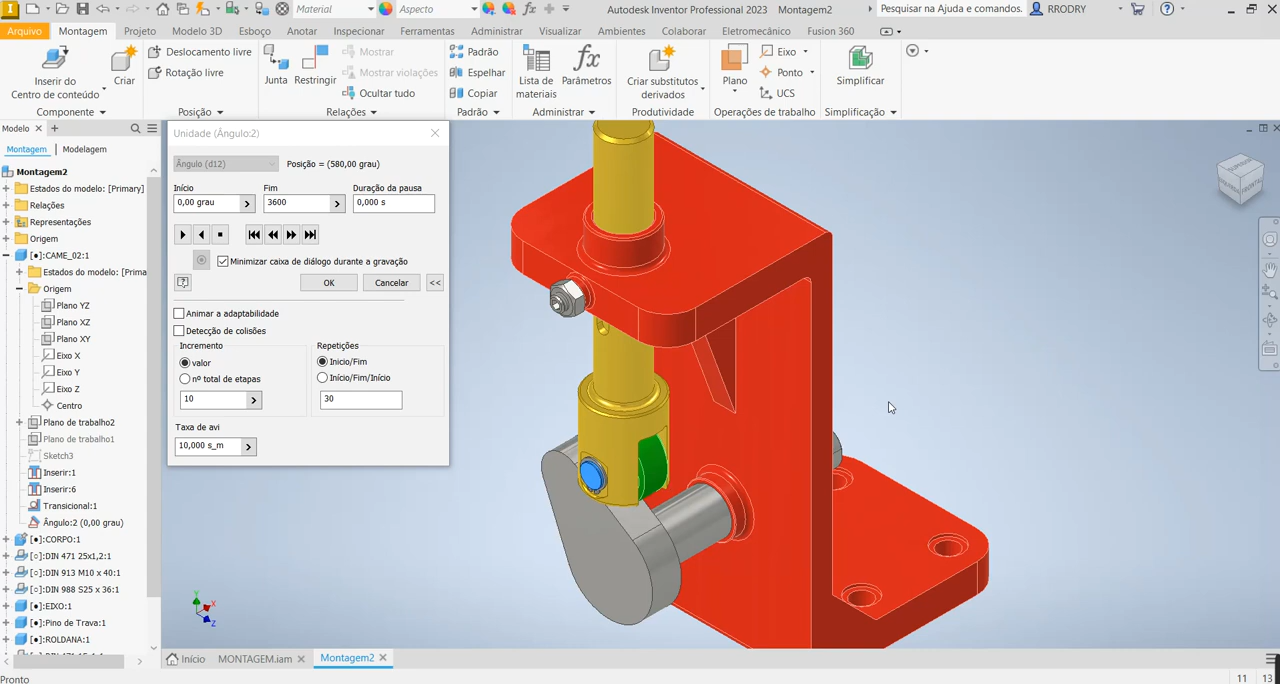 Material
Aspecto
Autodesk Inventor Professional 2023 Montagem2
Pesquisar na Ajuda e comandos.
RRODRY
Arquivo Montagem Projeto Modelo 3D Esboço Anotar Inspecionar Ferramentas Administrar Visualizar Ambientes Colaborar Eletromecânico Fusion 360
Inserir do
Centro de conteúdo
Criar
Componente
Deslocamento livre
Rotação livre
Posição
Junta
Restringir
Mostrar
Mostrar violações
Ocultar tudo
Relações
Padrão
Espelhar
Copiar
Padrão
Lista de
materiais
Parâmetros
Administrar
Criar substitutos
derivados
Produtividade
Plano
Eixo
Ponto
UCS
Operações de trabalho
Simplificar
Simplificação
Modelo
Montagem Modelagem
Montagem2
Estados do modelo: [Primary]
Relações
Representações
Origem
[●]:CAME_02:1
Estados do modelo: [Prima
Origem
Plano YZ
Plano XZ
Plano XY
Eixo X
Eixo Y
Eixo Z
Centro
Plano de trabalho2
Plano de trabalho1
Sketch3
Inserir:1
Inserir:6
Transicional:1
Ângulo:2 (0,00 grau)
[●]:CORPO:1
[○]:DIN 471 25x1,2:1
[○]:DIN 913 M10 x 40:1
[○]:DIN 988 S25 x 36:1
[●]:EIXO:1
[●]:Pino de Trava:1
[●]:ROLDANA:1
Unidade (Ângulo:2)
Ângulo (d12)
Posição = (580,00 grau)
Início Fim Duração da pausa
0,00 grau 3600 0,000 s
Minimizar caixa de diálogo durante a gravação
OK Cancelar <<
Animar a adaptabilidade
Detecção de colisões
Incremento
valor
nº total de etapas
10
Repetições
Inicio/Fim
Início/Fim/Início
30
Taxa de avi
10,000 s_m
Y
X
Z
Início MONTAGEM.iam Montagem2
Pronto
11 13